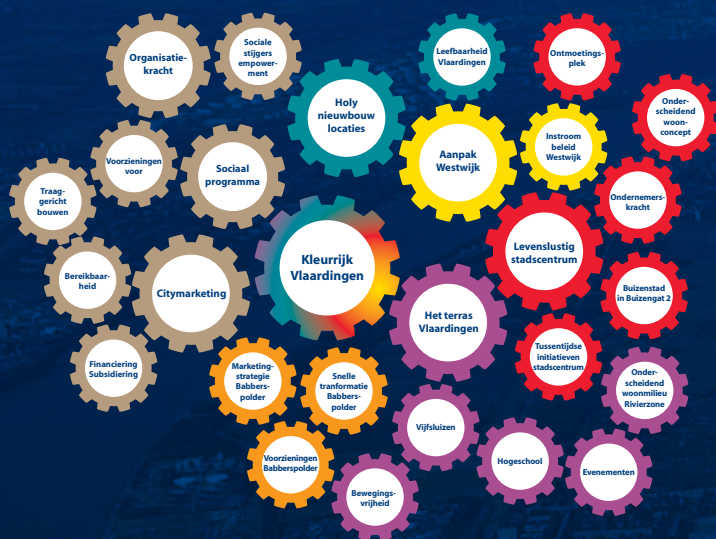 Organisatie-
kracht
Sociale
stijgers
empower-
ment
Leefbaarheid
Vlaardingen
Ontmoetings-
plek
Holy
nieuwbouw
locaties
Onder-
scheidend
woon-
concept
Voorzieningen
voor
Sociaal
programma
Aanpak
Westwijk
Instroom
beleid
Westwijk
Traag-
gericht
bouwen
Ondernemers-
kracht
Kleurrijk
Vlaardingen
Levenslustig
stadscentrum
Bereikbaar-
heid
Citymarketing
Het terras
Vlaardingen
Buizenstad
in Buizengat 2
Financiering
Subsidiering
Marketing-
strategie
Babbers-
polder
Snelle
tranformatie
Babbers-
polder
Tussentijdse
initiatieven
stadscentrum
Onder-
scheidend
woonmilieu
Rivierzone
Vijfsluizen
Voorzieningen
Babberspolder
Hogeschool
Evenementen
Bewegings-
vrijheid